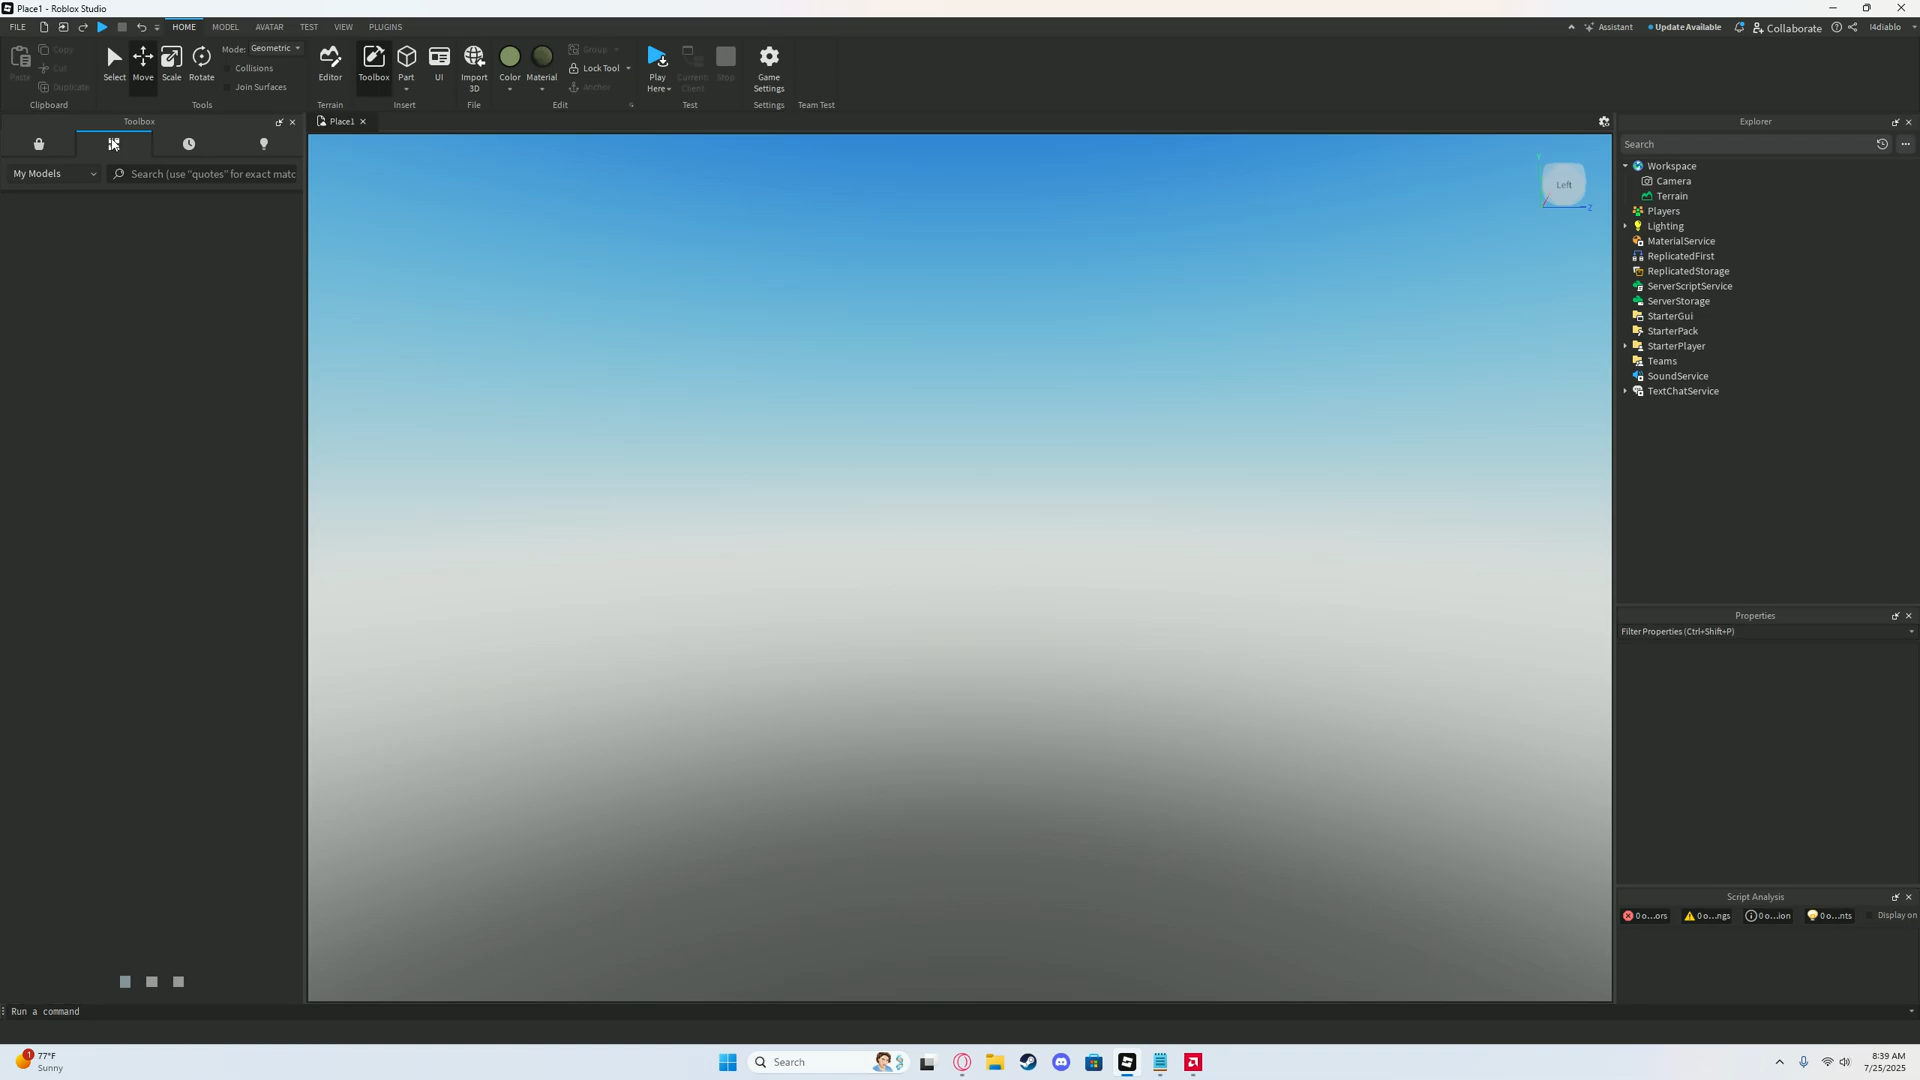 Place1 - Roblox Studio
FILE HOME MODEL AVATAR TEST VIEW PLUGINS Assistant Update Available Collaborate l4diablo
Paste Copy Cut Duplicate
Select Move Scale Rotate
Mode: Geometric
Collisions
Join Surfaces
Editor Toolbox Part UI Import 3D Color Material
Group
Lock Tool
Anchor
Play Here Current Client Stop Game Settings
Clipboard Tools Terrain Insert File Edit Test Settings Team Test
Toolbox
My Models Search (use "quotes" for exact matc
Place1
Left
Z
Explorer
Search
Workspace
Camera
Terrain
Players
Lighting
MaterialService
ReplicatedFirst
ReplicatedStorage
ServerScriptService
ServerStorage
StarterGui
StarterPack
StarterPlayer
Teams
SoundService
TextChatService
Properties
Filter Properties (Ctrl+Shift+P)
Script Analysis
0 o...ors 0 o...ngs 0 o...ion 0 o...nts Display on
Run a command
1 77°F
Sunny
Search
8:39 AM
7/25/2025